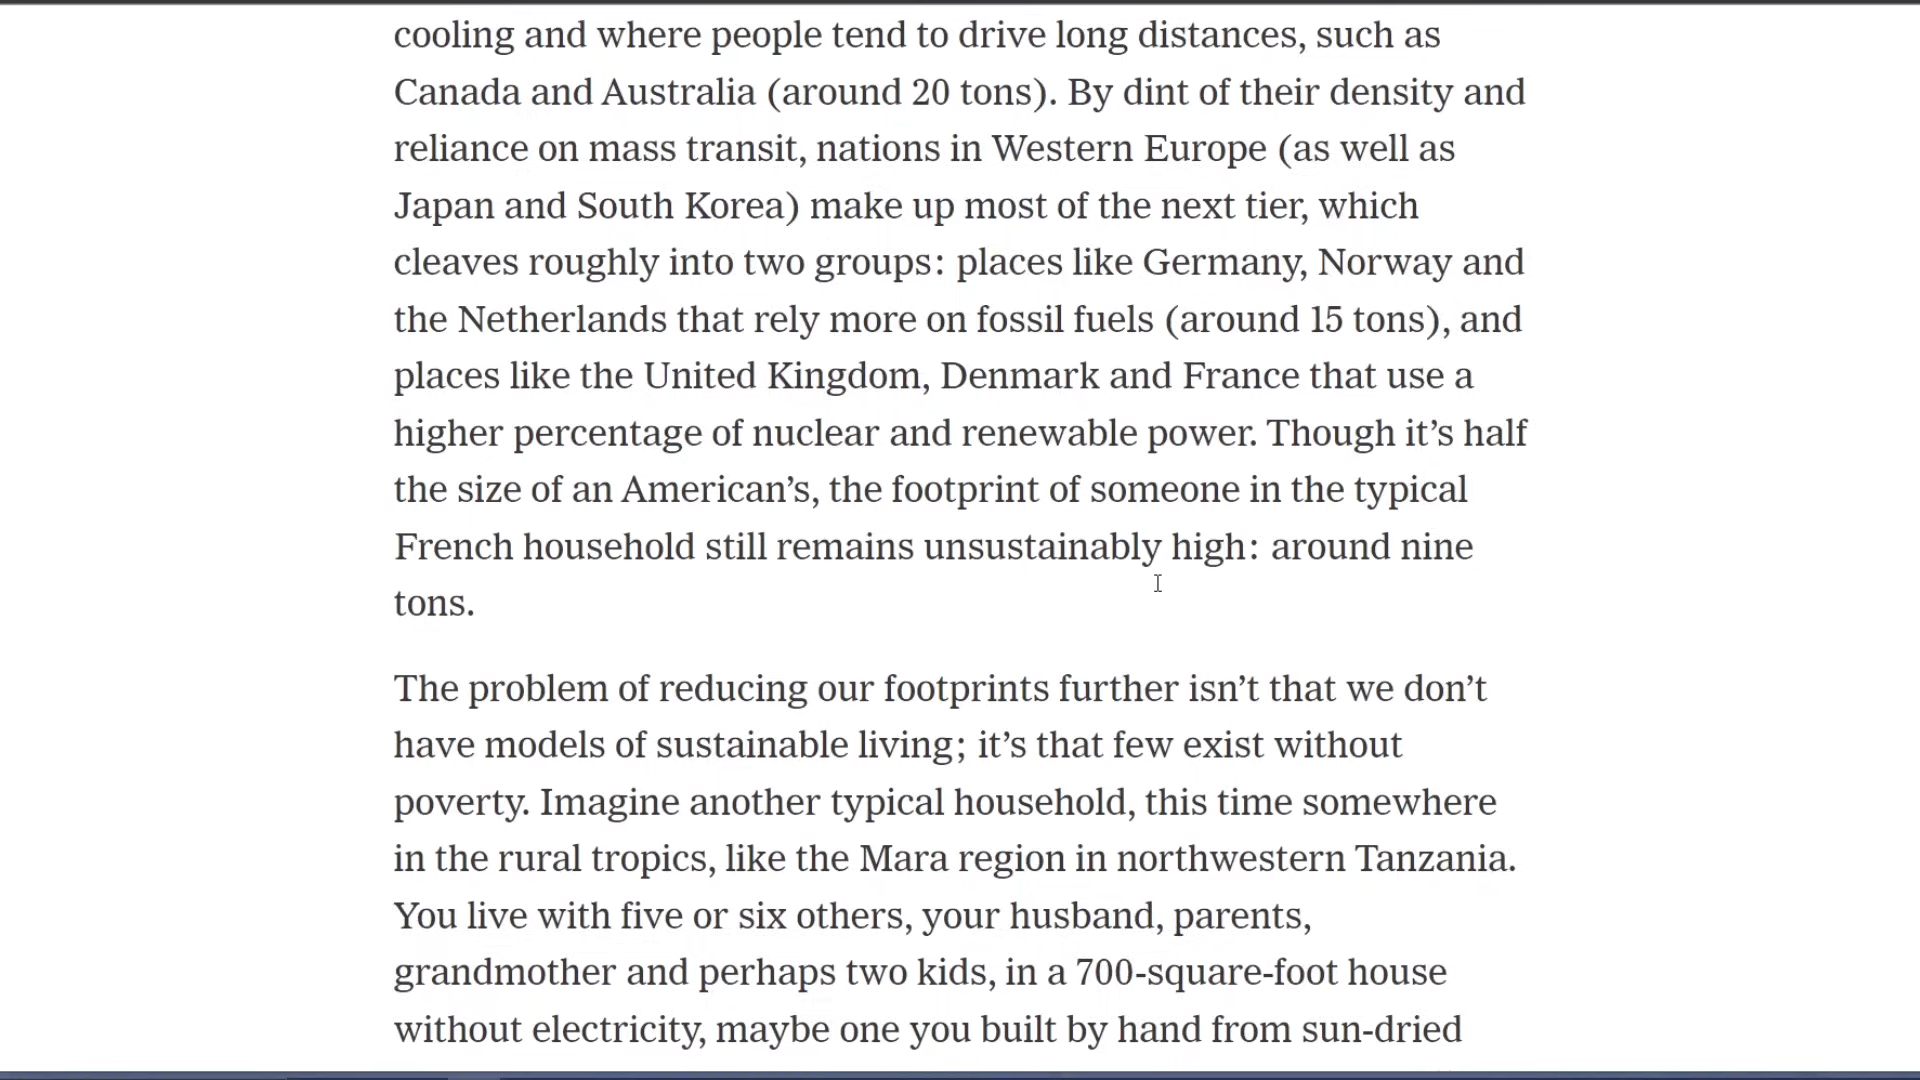 cooling and where people tend to drive long distances, such as
Canada and Australia (around 20 tons). By dint of their density and
reliance on mass transit, nations in Western Europe (as well as
Japan and South Korea) make up most of the next tier, which
cleaves roughly into two groups: places like Germany, Norway and
the Netherlands that rely more on fossil fuels (around 15 tons), and
places like the United Kingdom, Denmark and France that use a
higher percentage of nuclear and renewable power. Though it’s half
the size of an American’s, the footprint of someone in the typical
French household still remains unsustainably high: around nine
tons.
The problem of reducing our footprints further isn’t that we don’t
have models of sustainable living; it’s that few exist without
poverty. Imagine another typical household, this time somewhere
in the rural tropics, like the Mara region in northwestern Tanzania.
You live with five or six others, your husband, parents,
grandmother and perhaps two kids, in a 700-square-foot house
without electricity, maybe one you built by hand from sun-dried